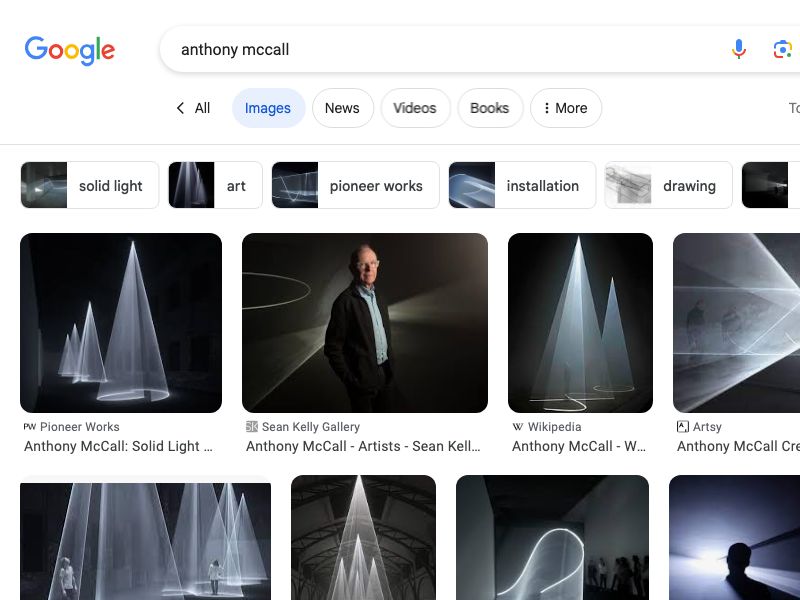 Google
anthony mccall
All
Images
News
Videos
Books
More
solid light
art
pioneer works
installation
drawing
PW Pioneer Works
Anthony McCall: Solid Light ...
SK Sean Kelly Gallery
Anthony McCall - Artists - Sean Kell...
W Wikipedia
Anthony McCall - W...
A Artsy
Anthony McCall Cre